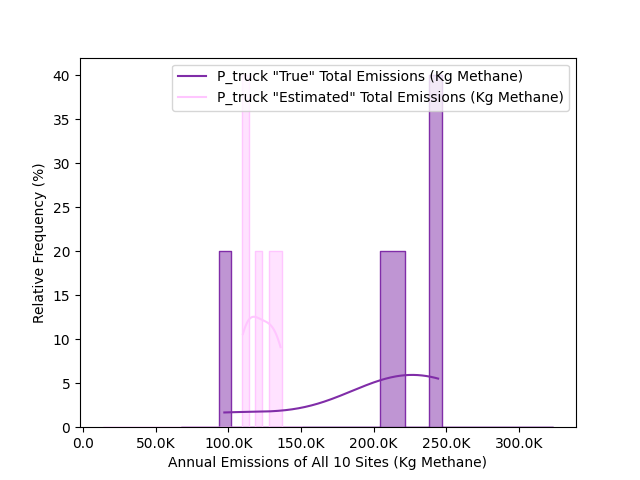 P_truck "True" Total Emissions (Kg Methane)
P_truck "Estimated" Total Emissions (Kg Methane)
Relative Frequency (%)
40
35
30
25
20
15
10
5
0
0.0 50.0K 100.0K 150.0K 200.0K 250.0K 300.0K
Annual Emissions of All 10 Sites (Kg Methane)